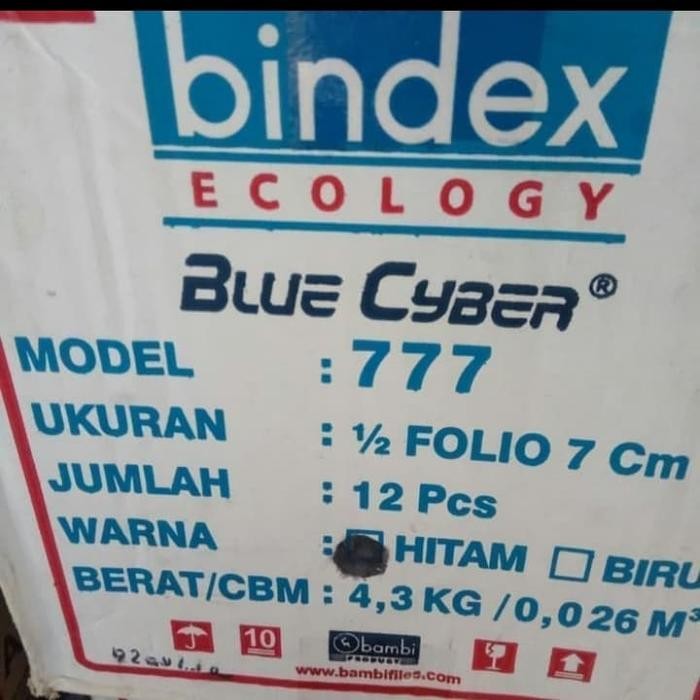 bindex
ECOLOGY
BLUE CYBER ®
MODEL : 777
UKURAN : ½ FOLIO 7 Cm
JUMLAH : 12 Pcs
WARNA : HITAM BIRU
BERAT/CBM : 4,3 KG / 0,026 M³
10
bambi
PRODUCT
www.bambifiles.com